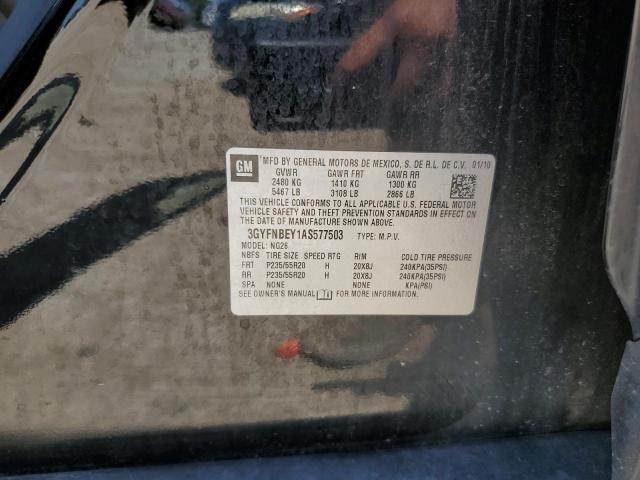 GM MFD BY GENERAL MOTORS DE MEXICO, S. DE R.L. DE C.V. 01/10
GVWR GAWR FRT GAWR RR
2480 KG 1410 KG 1300 KG
5467 LB 3108 LB 2866 LB
THIS VEHICLE CONFORMS TO ALL APPLICABLE U.S. FEDERAL MOTOR
VEHICLE SAFETY AND THEFT PREVENTION STANDARDS IN EFFECT ON
THE DATE OF MANUFACTURE SHOWN ABOVE.
3GYFNBEY1AS577503 TYPE: M.P.V.
MODEL: NG26
NBFS TIRE SIZE SPEED RTG RIM COLD TIRE PRESSURE
FRT P235/55R20 H 20X8J 240KPA(35PSI)
RR P235/55R20 H 20X8J 240KPA(35PSI)
SPA NONE NONE KPA(PSI)
SEE OWNER'S MANUAL FOR MORE INFORMATION.